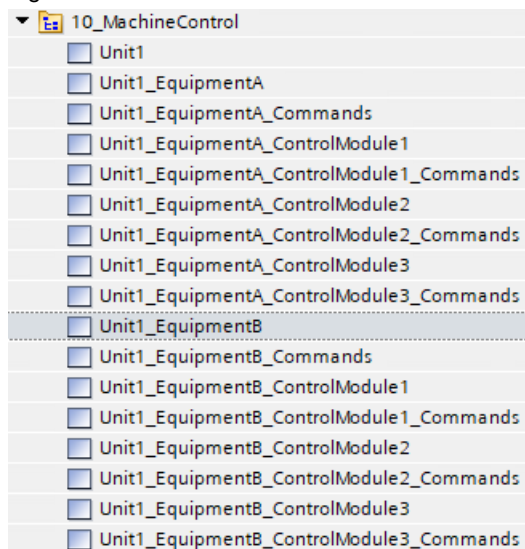 10_MachineControl
Unit1
Unit1_EquipmentA
Unit1_EquipmentA_Commands
Unit1_EquipmentA_ControlModule1
Unit1_EquipmentA_ControlModule1_Commands
Unit1_EquipmentA_ControlModule2
Unit1_EquipmentA_ControlModule2_Commands
Unit1_EquipmentA_ControlModule3
Unit1_EquipmentA_ControlModule3_Commands
Unit1_EquipmentB
Unit1_EquipmentB_Commands
Unit1_EquipmentB_ControlModule1
Unit1_EquipmentB_ControlModule1_Commands
Unit1_EquipmentB_ControlModule2
Unit1_EquipmentB_ControlModule2_Commands
Unit1_EquipmentB_ControlModule3
Unit1_EquipmentB_ControlModule3_Commands